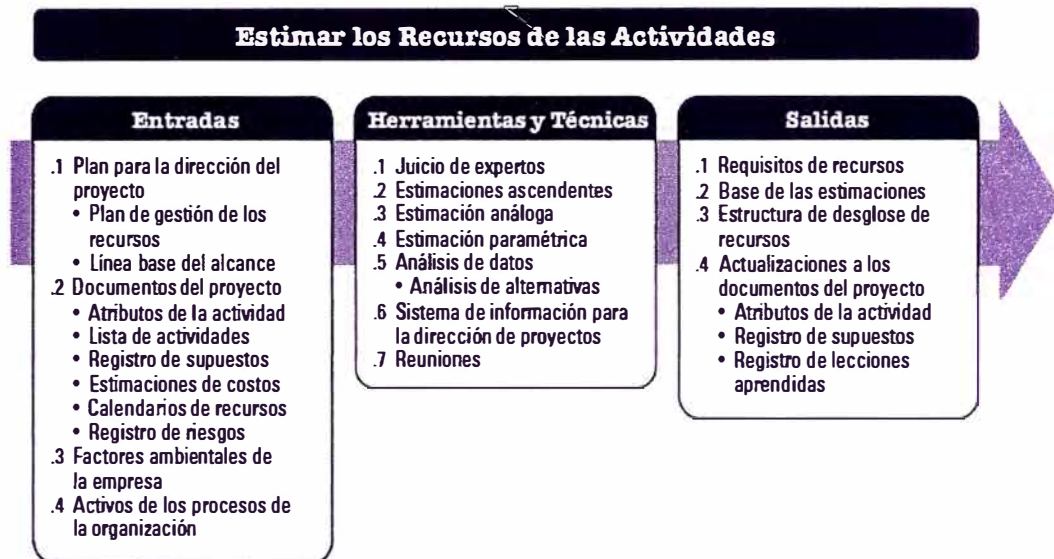 Estimar los Recursos de las Actividades
Entradas
.1 Plan para la dirección del
proyecto
• Plan de gestión de los
recursos
• Línea base del alcance
.2 Documentos del proyecto
• Atributos de la actividad
• Lista de actividades
• Registro de supuestos
• Estimaciones de costos
• Calendarios de recursos
• Registro de riesgos
.3 Factores ambientales de
la empresa
.4 Activos de los procesos de
la organización
Herramientas y Técnicas
.1 Juicio de expertos
.2 Estimaciones ascendentes
.3 Estimación análoga
.4 Estimación paramétrica
.5 Análisis de datos
• Análisis de alternativas
.6 Sistema de información para
la dirección de proyectos
.7 Reuniones
Salidas
.1 Requisitos de recursos
.2 Base de las estimaciones
.3 Estructura de desglose de
recursos
.4 Actualizaciones a los
documentos del proyecto
• Atributos de la actividad
• Registro de supuestos
• Registro de lecciones
aprendidas